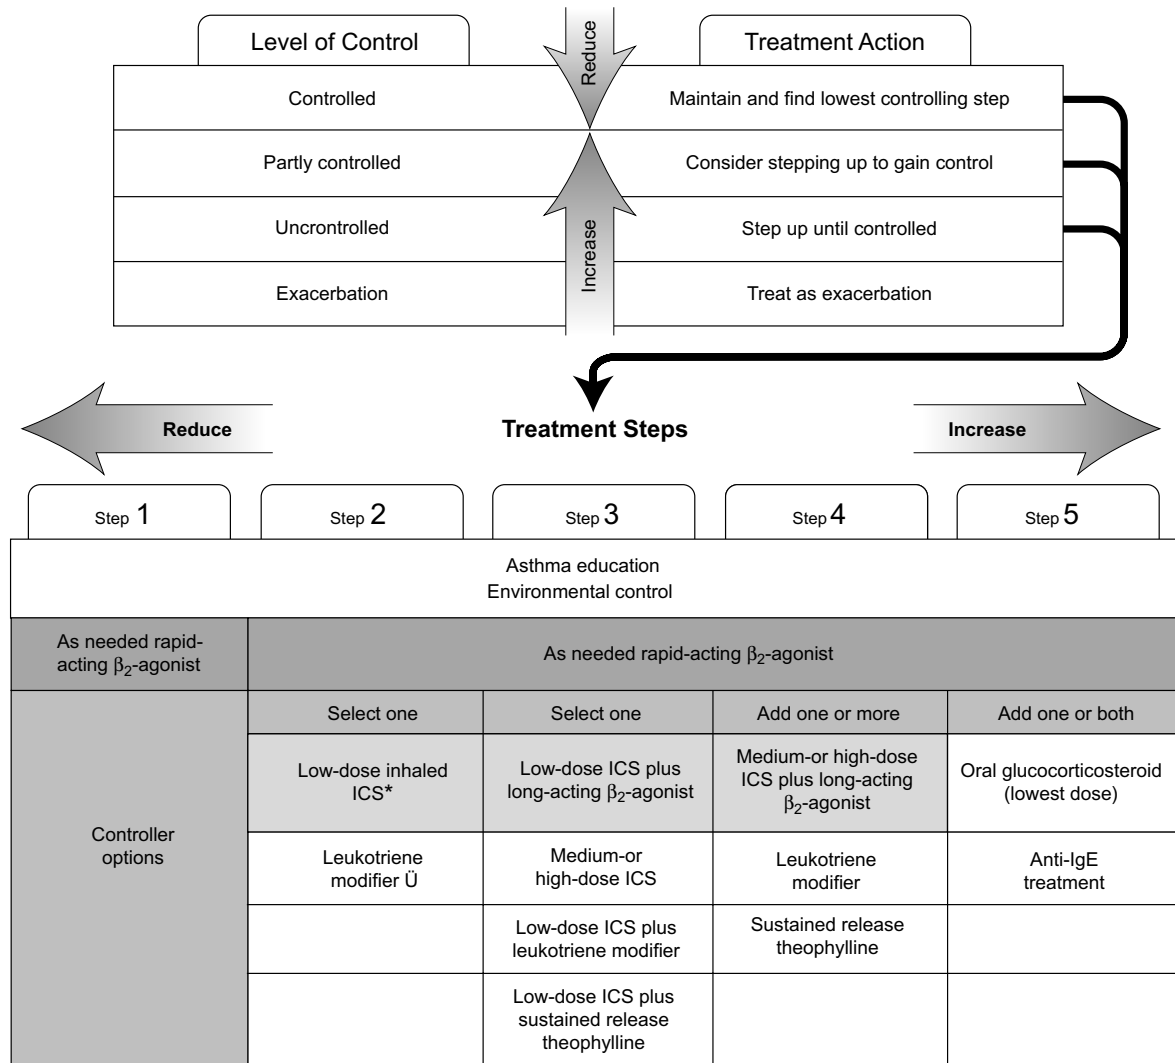 Level of Control
Reduce
Treatment Action
Controlled
Maintain and find lowest controlling step
Partly controlled
Consider stepping up to gain control
Uncrontrolled
Increase
Step up until controlled
Exacerbation
Treat as exacerbation
Reduce
Treatment Steps
Increase
Step 1
Step 2
Step 3
Step 4
Step 5
Asthma education
Environmental control
As needed rapid-
acting β₂-agonist
As needed rapid-acting β₂-agonist
Controller
options
Select one
Select one
Add one or more
Add one or both
Low-dose inhaled
ICS*
Low-dose ICS plus
long-acting β₂-agonist
Medium-or high-dose
ICS plus long-acting
β₂-agonist
Oral glucocorticosteroid
(lowest dose)
Leukotriene
modifier Ü
Medium-or
high-dose ICS
Leukotriene
modifier
Anti-IgE
treatment
Low-dose ICS plus
leukotriene modifier
Sustained release
theophylline
Low-dose ICS plus
sustained release
theophylline